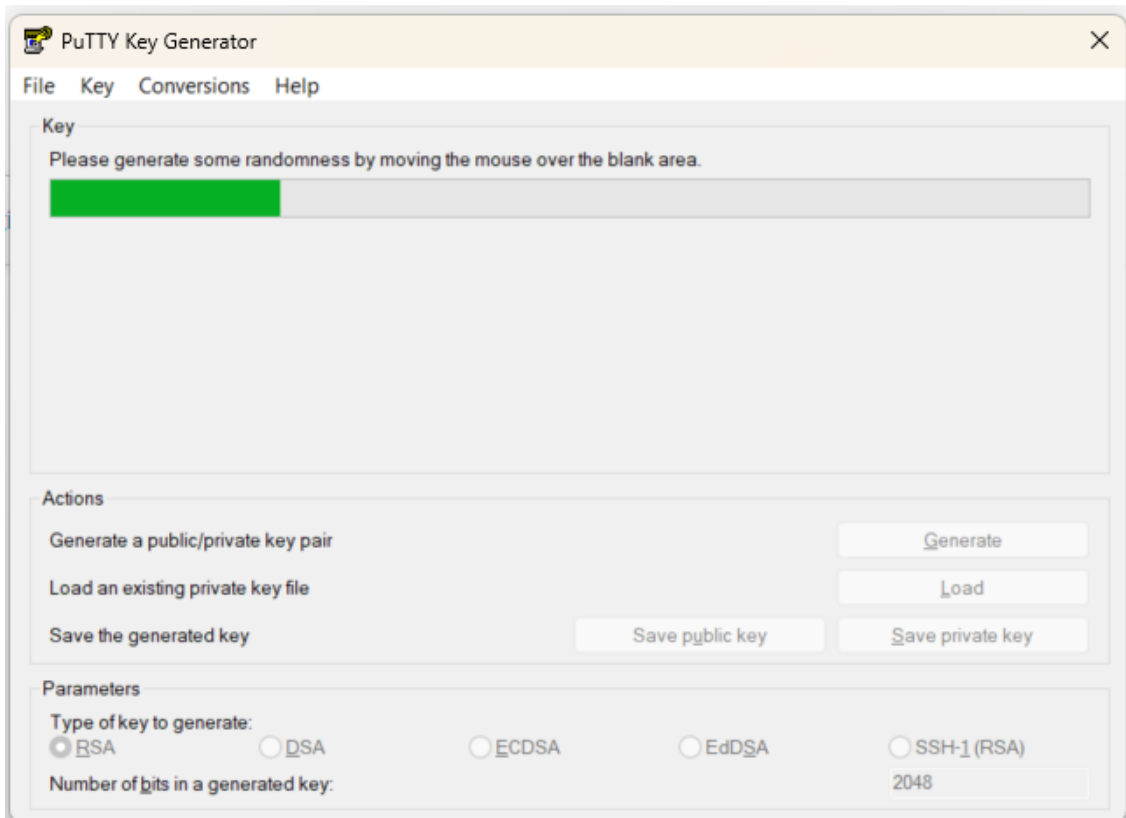 PuTTY Key Generator
File Key Conversions Help
Key
Please generate some randomness by moving the mouse over the blank area.
Actions
Generate a public/private key pair
Generate
Load an existing private key file
Load
Save the generated key
Save public key
Save private key
Parameters
Type of key to generate:
RSA DSA ECDSA EdDSA SSH-1 (RSA)
Number of bits in a generated key:
2048